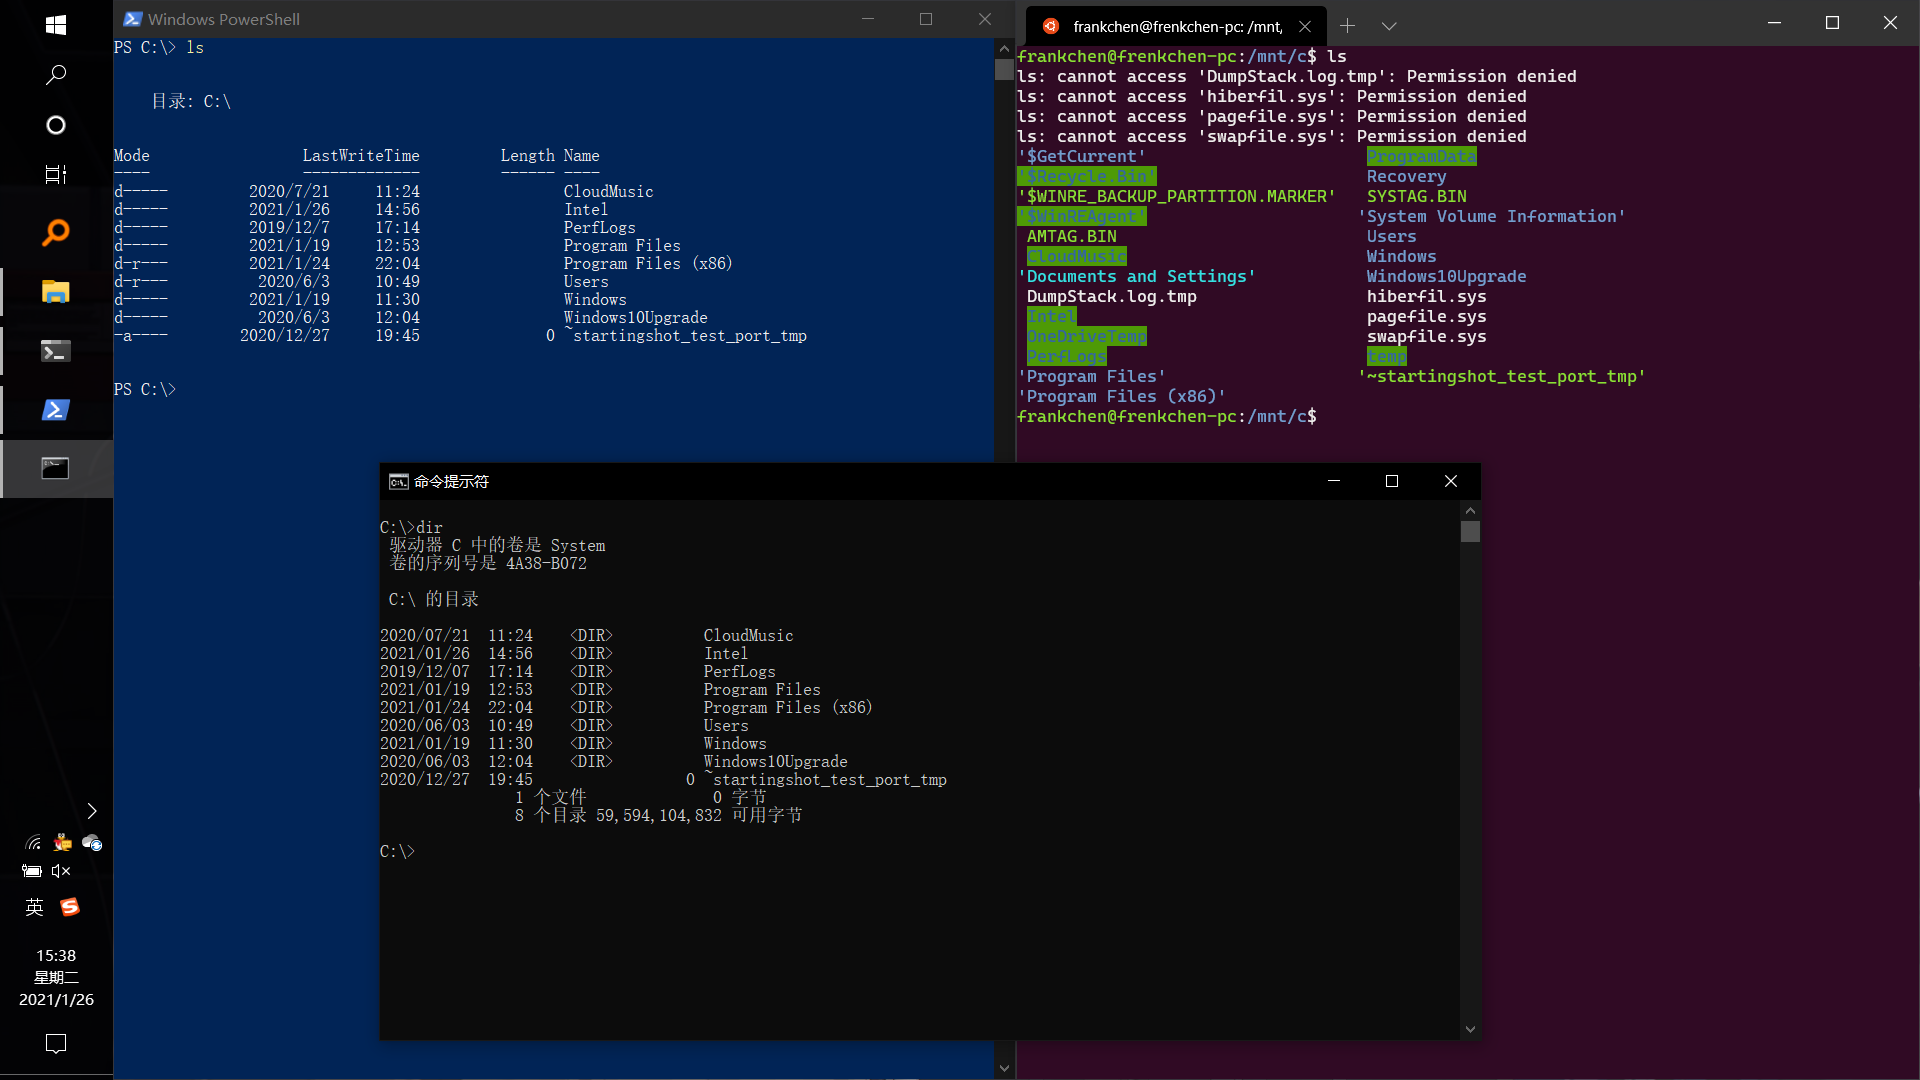 Windows PowerShell
PS C:\> ls
目录: C:\
Mode                 LastWriteTime         Length Name
----                 -------------         ------ ----
d-----         2020/7/21     11:24                CloudMusic
d-----         2021/1/26     14:56                Intel
d-----         2019/12/7     17:14                PerfLogs
d-----         2021/1/19     12:53                Program Files
d-r---         2021/1/24     22:04                Program Files (x86)
d-r---          2020/6/3     10:49                Users
d-----         2021/1/19     11:30                Windows
d-----          2020/6/3     12:04                Windows10Upgrade
-a----        2020/12/27     19:45              0 ~startingshot_test_port_tmp
PS C:\>
frankchen@frenkchen-pc: /mnt,
frankchen@frenkchen-pc:/mnt/c$ ls
ls: cannot access 'DumpStack.log.tmp': Permission denied
ls: cannot access 'hiberfil.sys': Permission denied
ls: cannot access 'pagefile.sys': Permission denied
ls: cannot access 'swapfile.sys': Permission denied
'$GetCurrent'                      ProgramData
'$Recycle.Bin'                     Recovery
'$WINRE_BACKUP_PARTITION.MARKER'   SYSTAG.BIN
'$WinREAgent'                     'System Volume Information'
AMTAG.BIN                          Users
CloudMusic                         Windows
'Documents and Settings'           Windows10Upgrade
DumpStack.log.tmp                  hiberfil.sys
Intel                              pagefile.sys
OneDriveTemp                       swapfile.sys
PerfLogs                           temp
'Program Files'                   '~startingshot_test_port_tmp'
'Program Files (x86)'
frankchen@frenkchen-pc:/mnt/c$
命令提示符
C:\>dir
驱动器 C 中的卷是 System
卷的序列号是 4A38-B072
C:\ 的目录
2020/07/21  11:24    <DIR>          CloudMusic
2021/01/26  14:56    <DIR>          Intel
2019/12/07  17:14    <DIR>          PerfLogs
2021/01/19  12:53    <DIR>          Program Files
2021/01/24  22:04    <DIR>          Program Files (x86)
2020/06/03  10:49    <DIR>          Users
2021/01/19  11:30    <DIR>          Windows
2020/06/03  12:04    <DIR>          Windows10Upgrade
2020/12/27  19:45                 0 ~startingshot_test_port_tmp
1 个文件              0 字节
8 个目录 59,594,104,832 可用字节
C:\>
英
15:38
星期二
2021/1/26